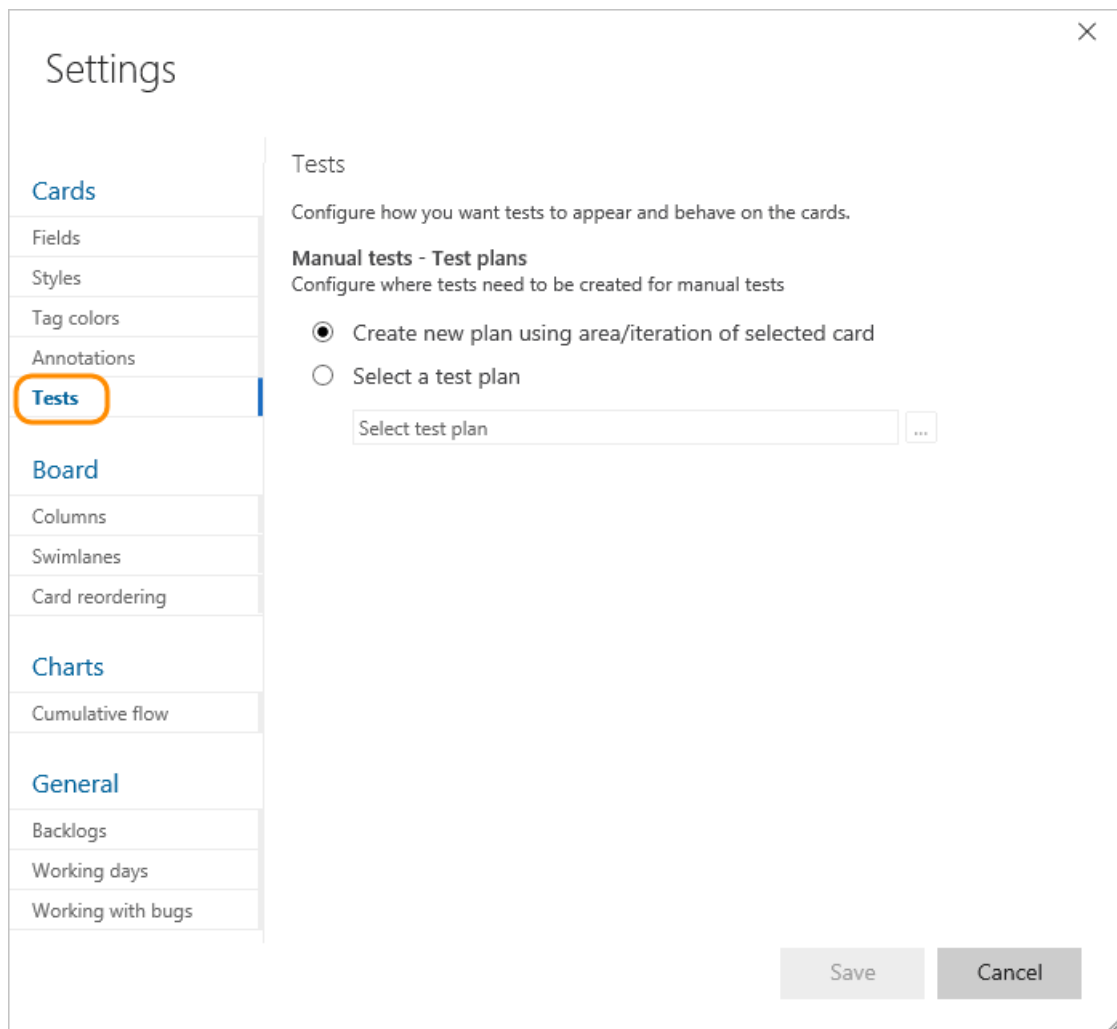 Settings
Cards
Fields
Styles
Tag colors
Annotations
Tests
Board
Columns
Swimlanes
Card reordering
Charts
Cumulative flow
General
Backlogs
Working days
Working with bugs
Tests
Configure how you want tests to appear and behave on the cards.
Manual tests - Test plans
Configure where tests need to be created for manual tests
Create new plan using area/iteration of selected card
Select a test plan
Select test plan
...
Save
Cancel